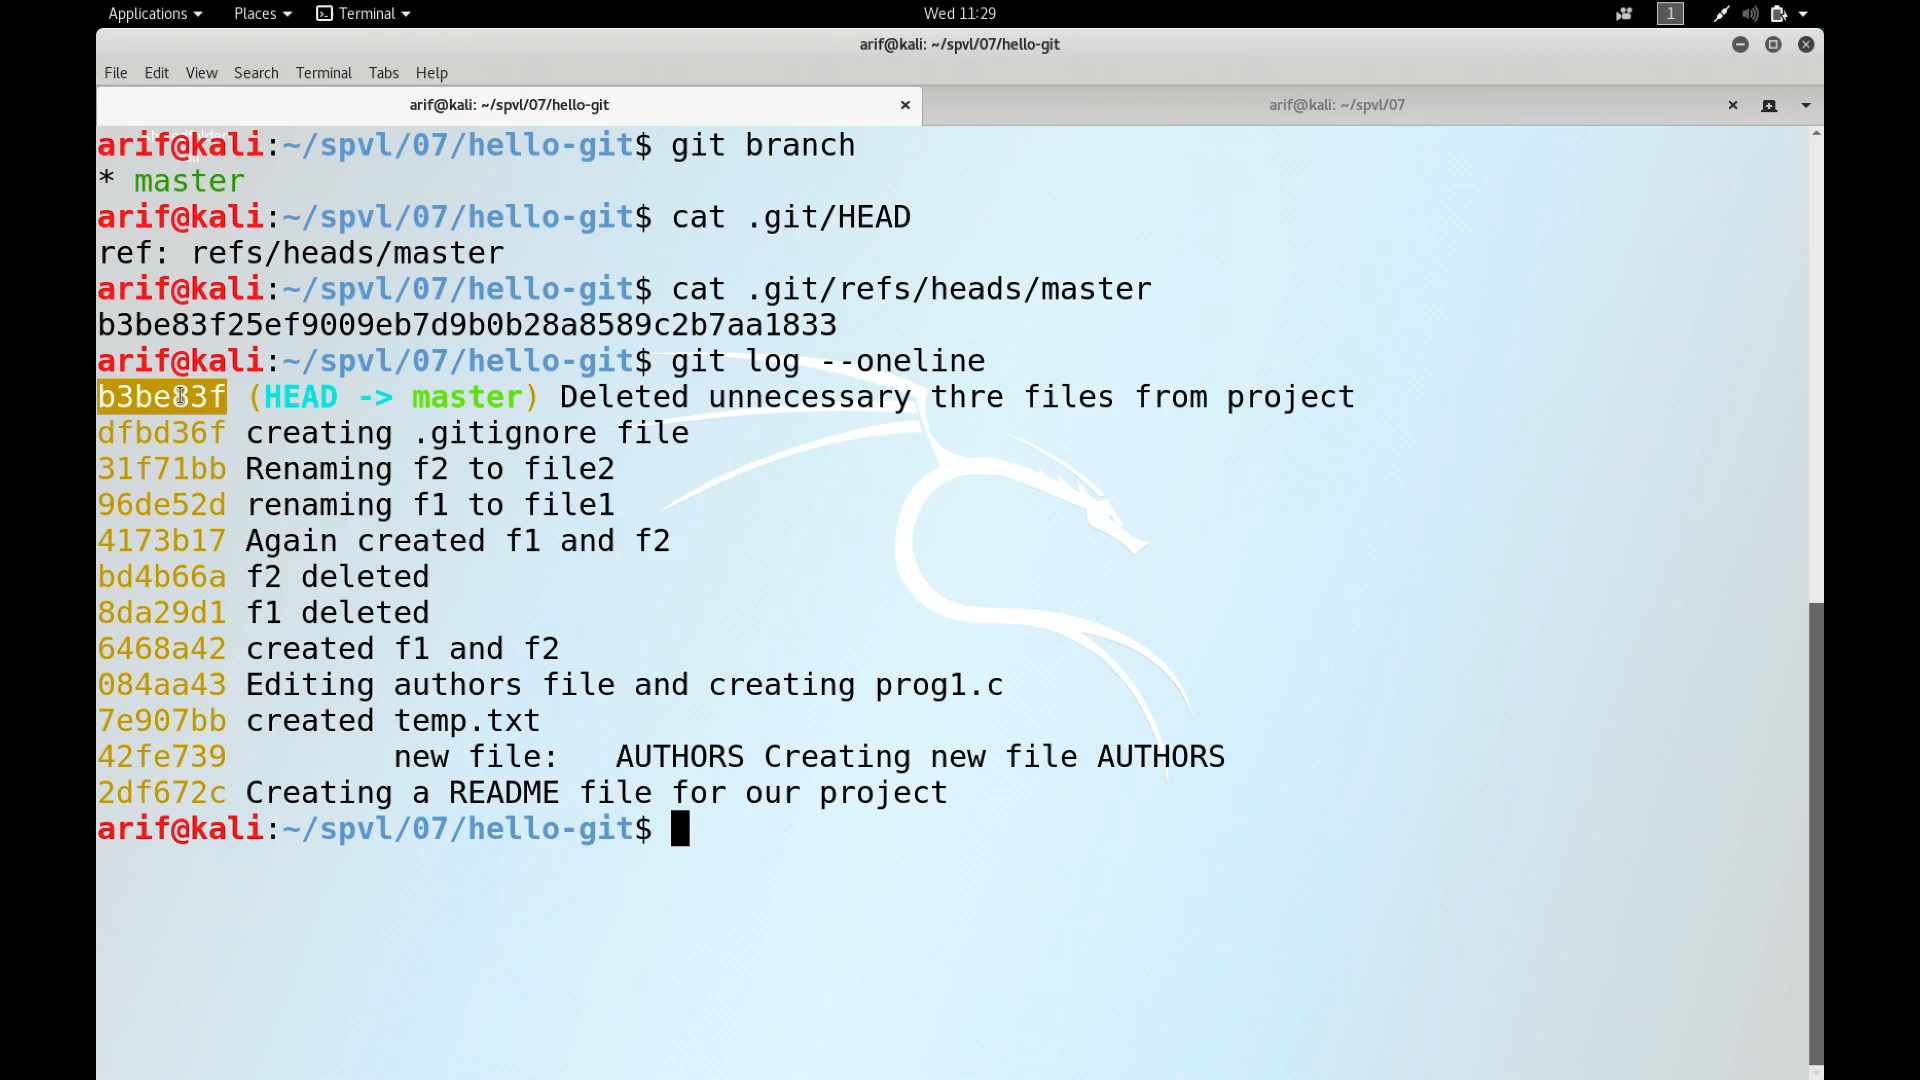 Applications Places Terminal Wed 11:29 1
arif@kali: ~/spvl/07/hello-git
File Edit View Search Terminal Tabs Help
arif@kali: ~/spvl/07/hello-git arif@kali: ~/spvl/07
arif@kali:~/spvl/07/hello-git$ git branch
* master
arif@kali:~/spvl/07/hello-git$ cat .git/HEAD
ref: refs/heads/master
arif@kali:~/spvl/07/hello-git$ cat .git/refs/heads/master
b3be83f25ef9009eb7d9b0b28a8589c2b7aa1833
arif@kali:~/spvl/07/hello-git$ git log --oneline
b3be83f (HEAD -> master) Deleted unnecessary thre files from project
dfbd36f creating .gitignore file
31f71bb Renaming f2 to file2
96de52d renaming f1 to file1
4173b17 Again created f1 and f2
bd4b66a f2 deleted
8da29d1 f1 deleted
6468a42 created f1 and f2
084aa43 Editing authors file and creating prog1.c
7e907bb created temp.txt
42fe739         new file:   AUTHORS Creating new file AUTHORS
2df672c Creating a README file for our project
arif@kali:~/spvl/07/hello-git$